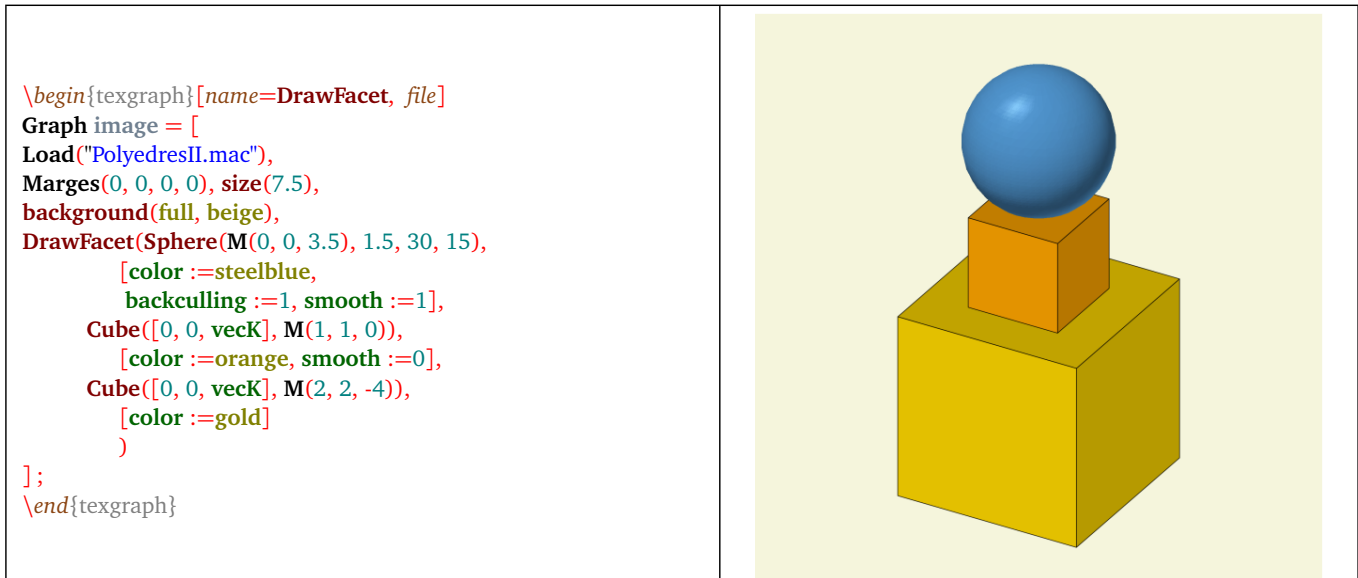 \begin{texgraph}[name=DrawFacet, file]
Graph image = [
Load("PolyedresII.mac"),
Marges(0, 0, 0, 0), size(7.5),
background(full, beige),
DrawFacet(Sphere(M(0, 0, 3.5), 1.5, 30, 15),
[color :=steelblue,
backculling :=1, smooth :=1],
Cube([0, 0, vecK], M(1, 1, 0)),
[color :=orange, smooth :=0],
Cube([0, 0, vecK], M(2, 2, -4)),
[color :=gold]
)
];
\end{texgraph}